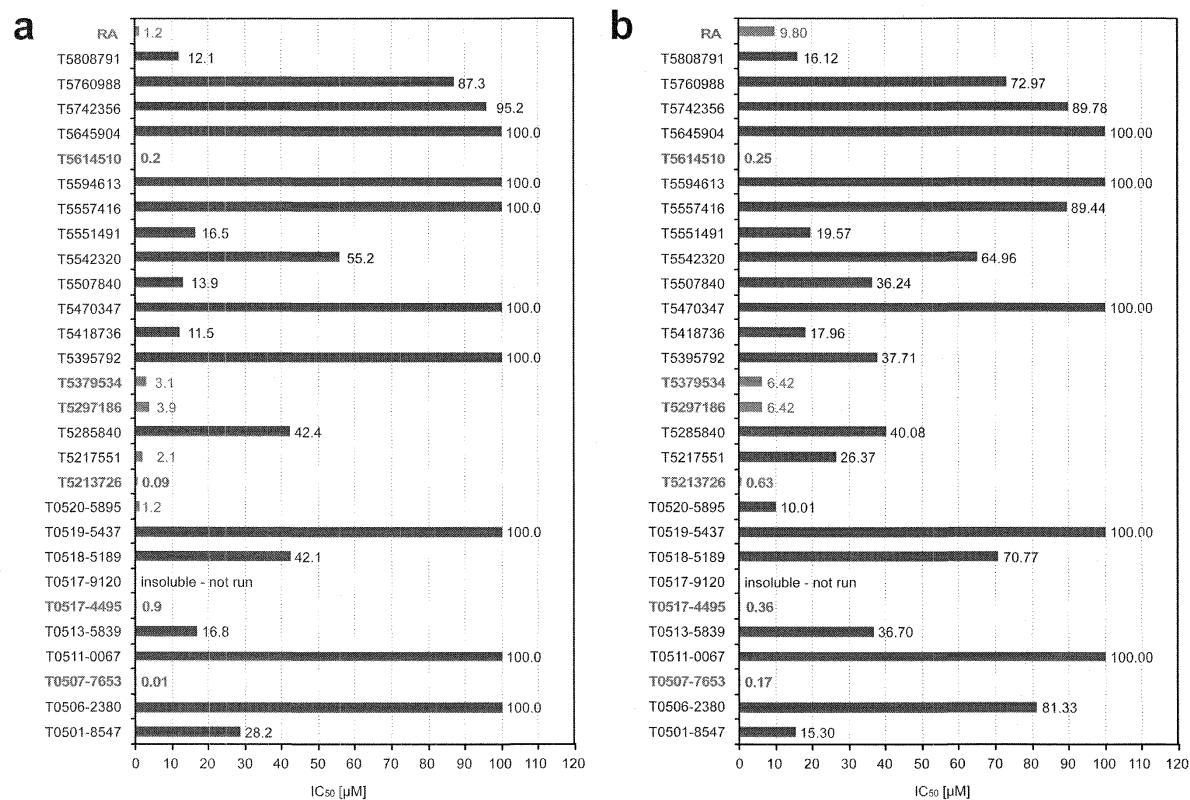 a
RA 1.2
T5808791 12.1
T5760988 87.3
T5742356 95.2
T5645904 100.0
T5614510 0.2
T5594613 100.0
T5557416 100.0
T5551491 16.5
T5542320 55.2
T5507840 13.9
T5470347 100.0
T5418736 11.5
T5395792 100.0
T5379534 3.1
T5297186 3.9
T5285840 42.4
T5217551 2.1
T5213726 0.09
T0520-5895 1.2
T0519-5437 100.0
T0518-5189 42.1
T0517-9120 insoluble - not run
T0517-4495 0.9
T0513-5839 16.8
T0511-0067 100.0
T0507-7653 0.01
T0506-2380 100.0
T0501-8547 28.2
0 10 20 30 40 50 60 70 80 90 100 110 120
IC50 [µM]
b
RA 9.80
T5808791 16.12
T5760988 72.97
T5742356 89.78
T5645904 100.00
T5614510 0.25
T5594613 100.00
T5557416 89.44
T5551491 19.57
T5542320 64.96
T5507840 36.24
T5470347 100.00
T5418736 17.96
T5395792 37.71
T5379534 6.42
T5297186 6.42
T5285840 40.08
T5217551 26.37
T5213726 0.63
T0520-5895 10.01
T0519-5437 100.00
T0518-5189 70.77
T0517-9120 insoluble - not run
T0517-4495 0.36
T0513-5839 36.70
T0511-0067 100.00
T0507-7653 0.17
T0506-2380 81.33
T0501-8547 15.30
0 10 20 30 40 50 60 70 80 90 100 110 120
IC50 [µM]